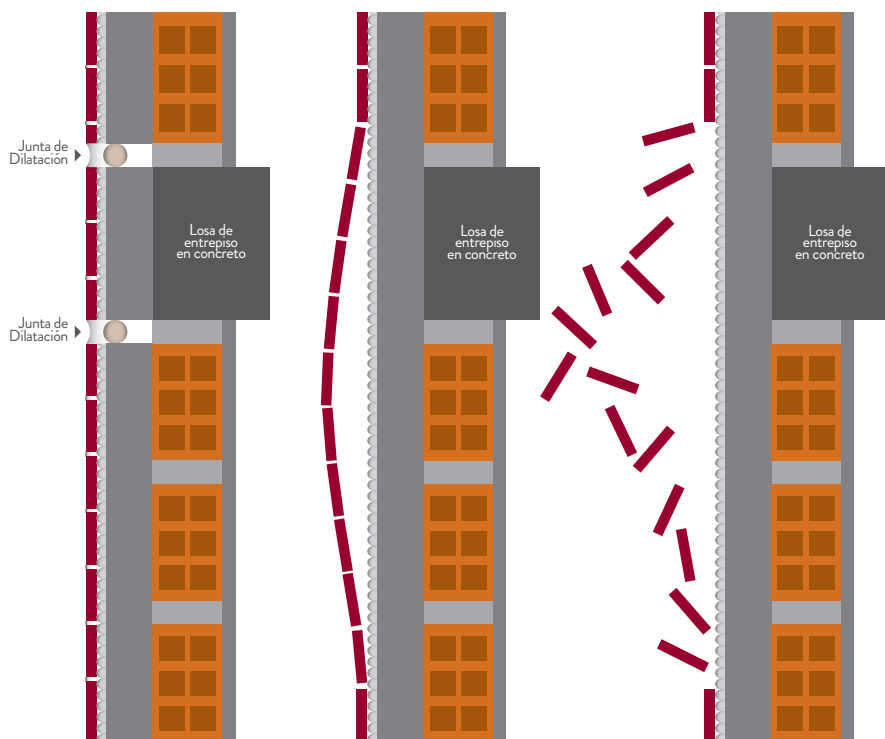 Junta de
Dilatación
Losa de
entrepiso
en concreto
Losa de
entrepiso
en concreto
Losa de
entrepiso
en concreto
Junta de
Dilatación